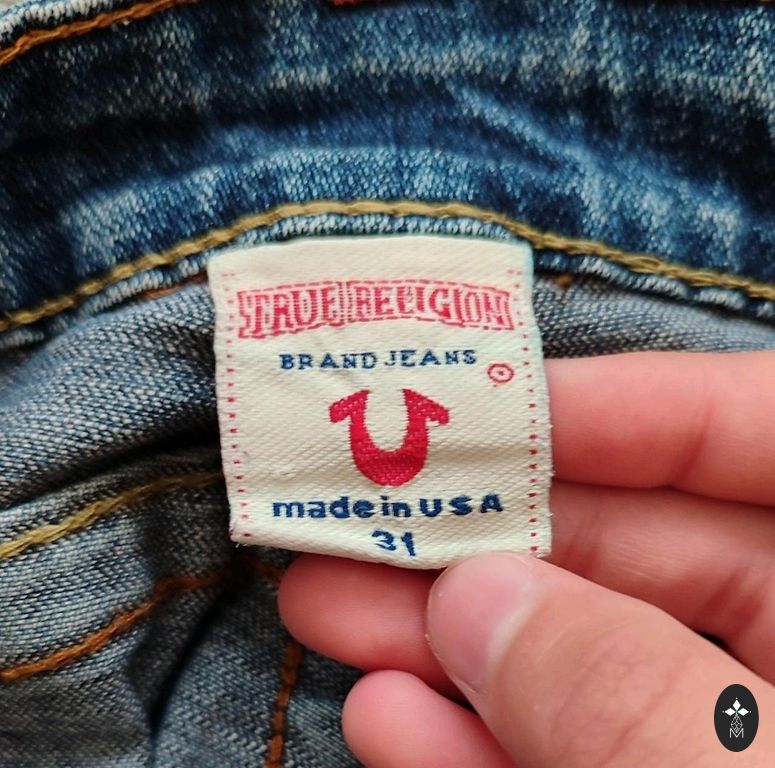 TRUE RELIGION
BRAND JEANS
made in USA
31
M